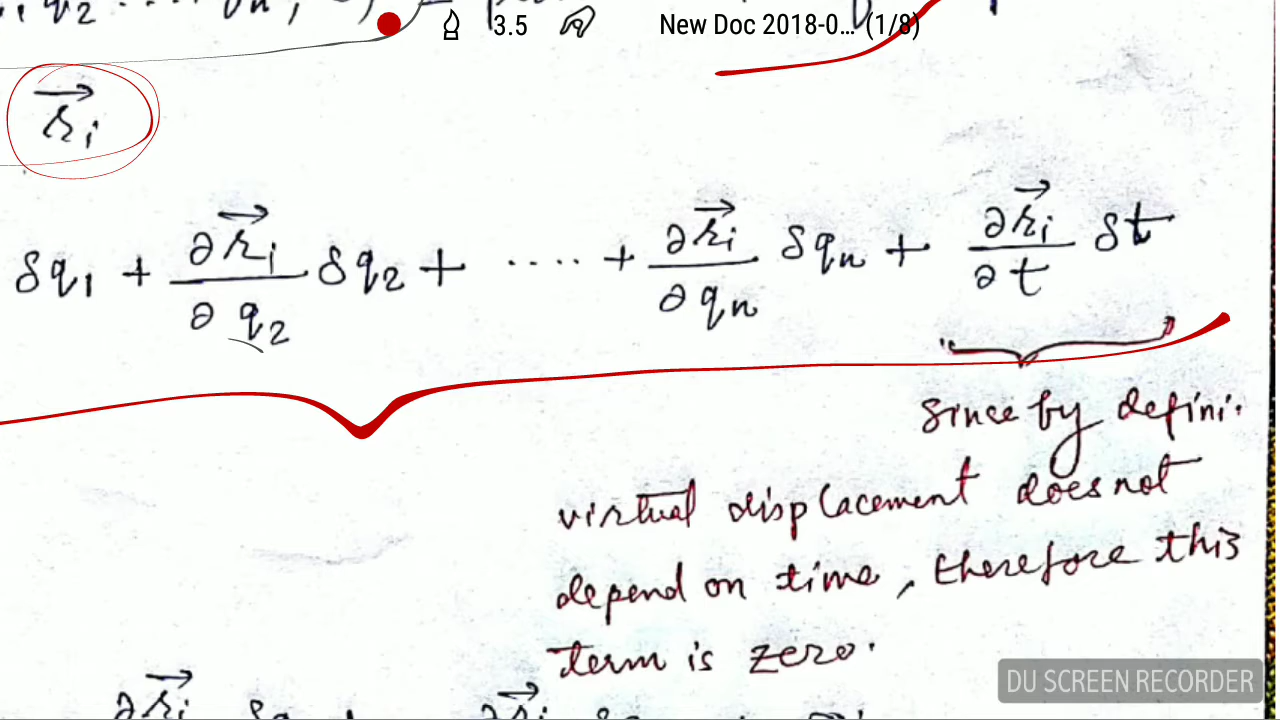 3.5 New Doc 2018-0... (1/8)
r⃗ᵢ
δq₁ + ∂r⃗ᵢ/∂q₂ δq₂ + ..... + ∂r⃗ᵢ/∂qₙ δqₙ + ∂r⃗ᵢ/∂t δt
Since by defini.
virtual displacement does not
depend on time, therefore this
term is zero.
DU SCREEN RECORDER